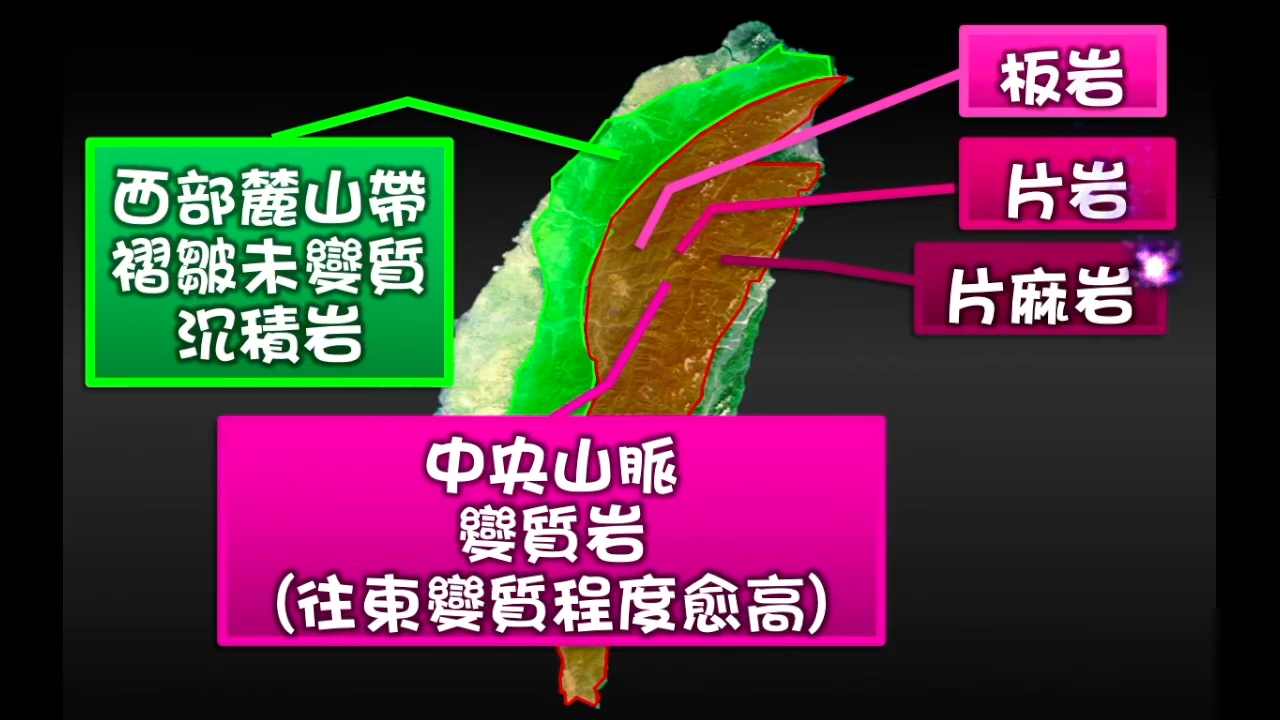 板岩
片岩
片麻岩
西部麓山帶
褶皺未變質
沉積岩
中央山脈
變質岩
(往東變質程度愈高)